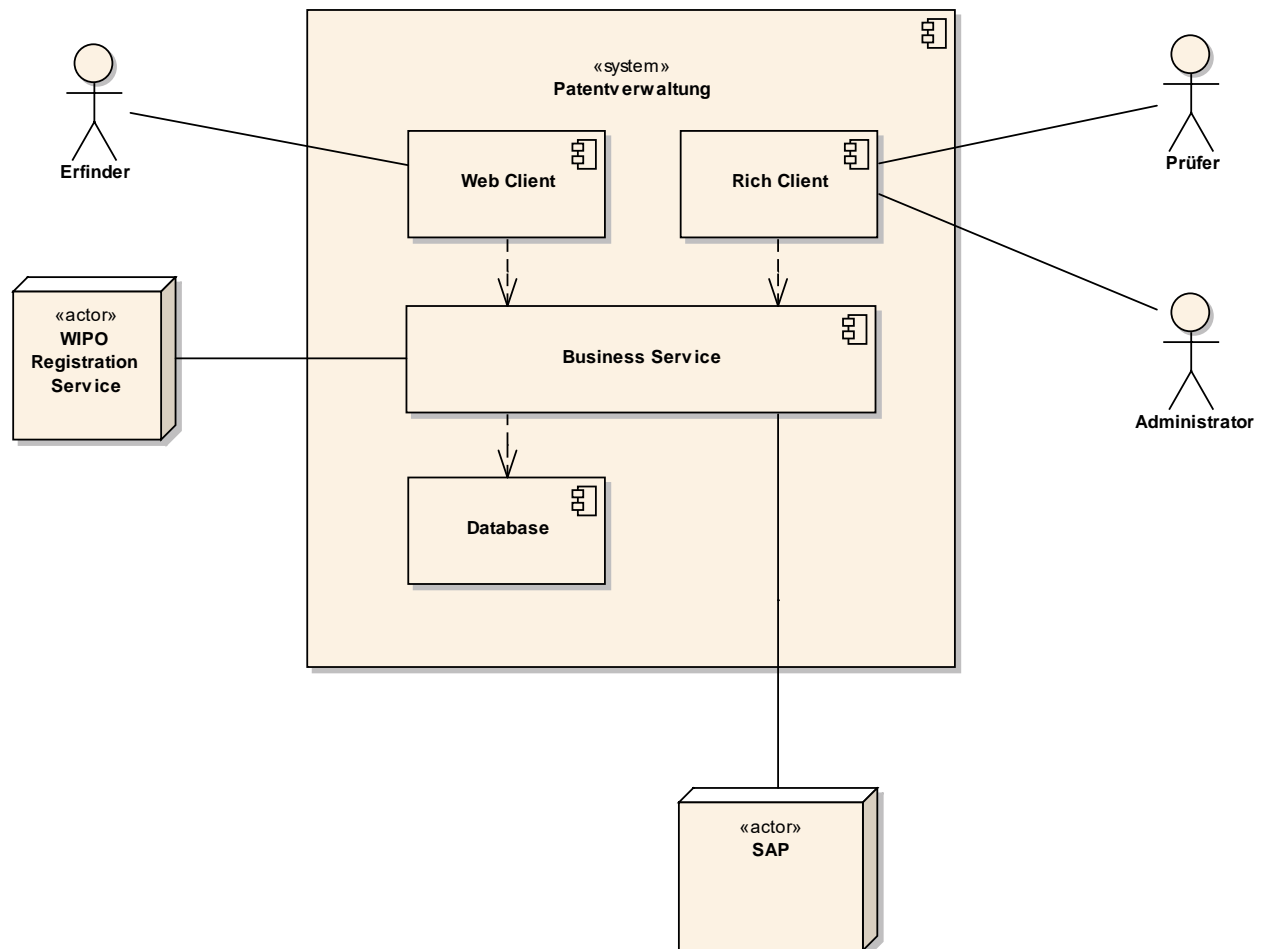 «system»
Patentverwaltung
Erfinder
Web Client
Rich Client
Prüfer
«actor»
WIPO
Registration
Service
Business Service
Administrator
Database
«actor»
SAP